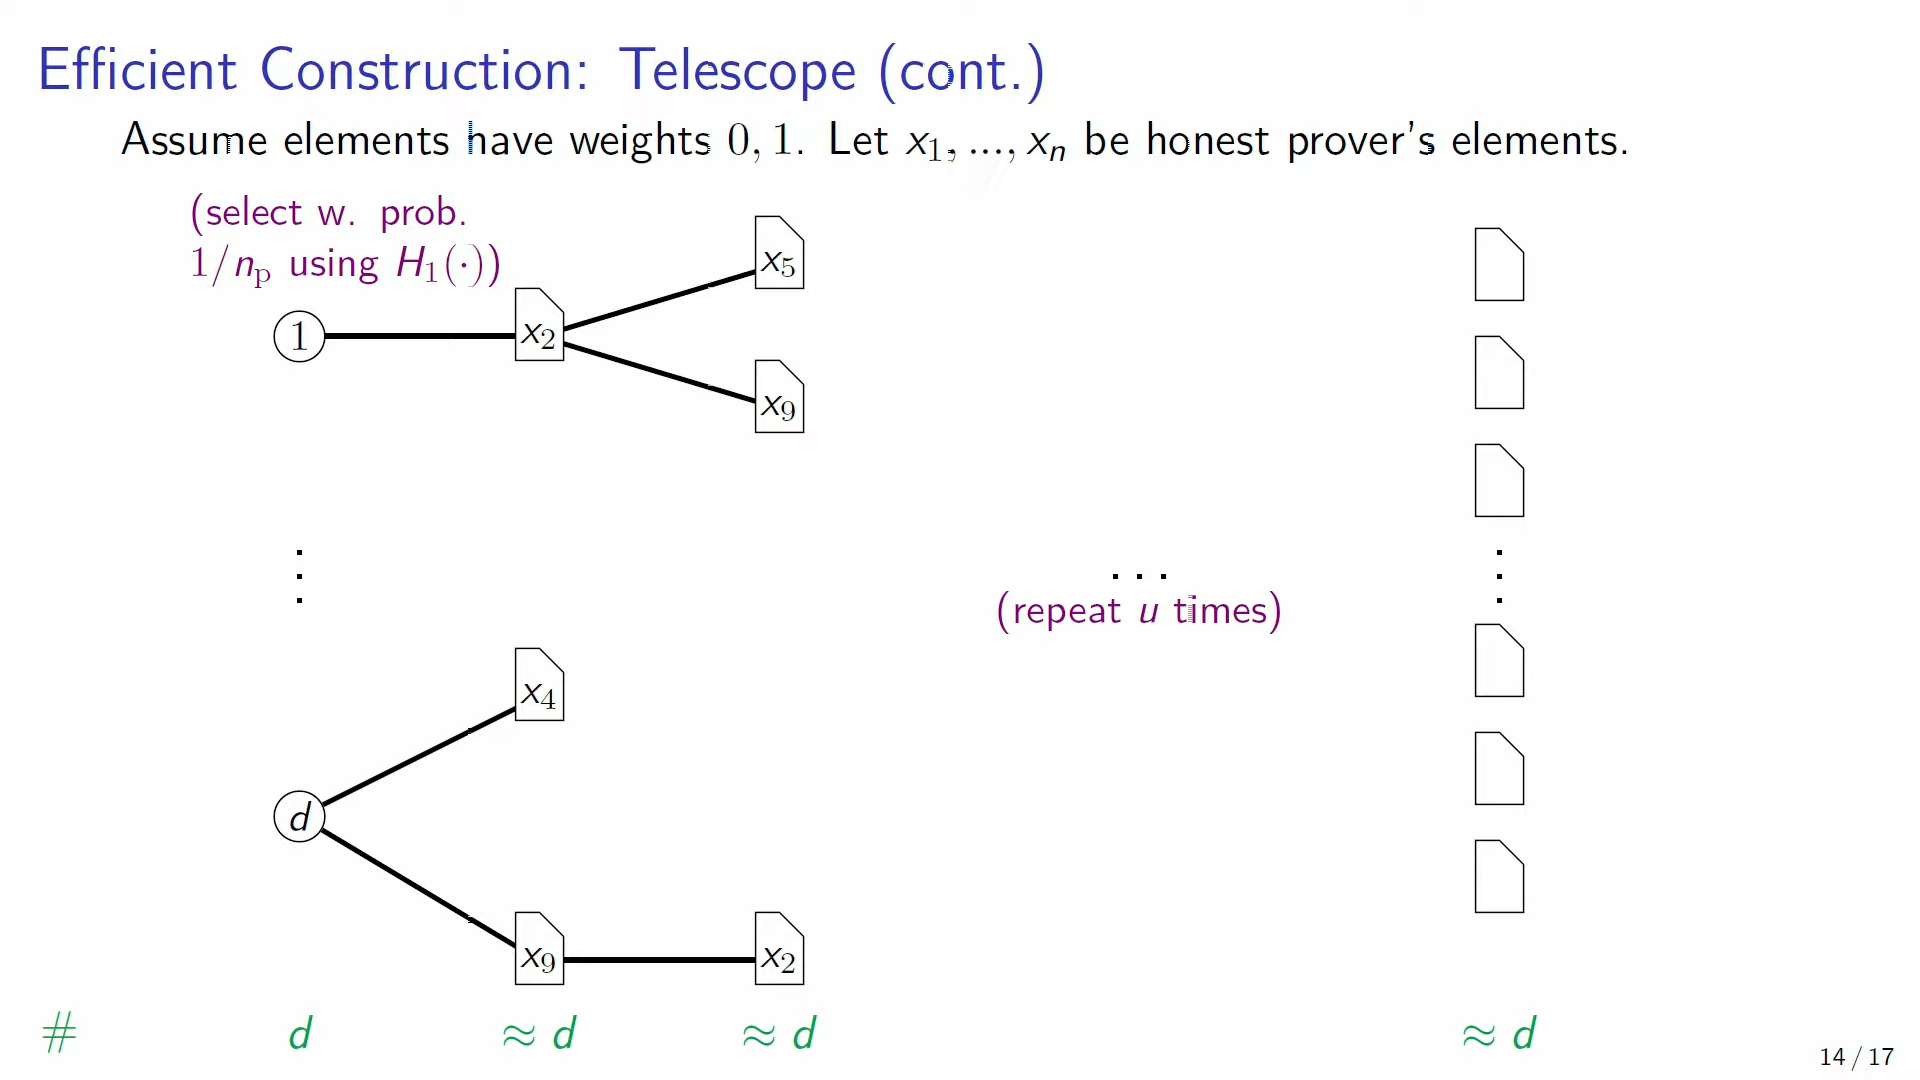 Efficient Construction: Telescope (cont.)
Assume elements have weights 0, 1. Let x₁, ..., xₙ be honest prover's elements.
(select w. prob.
1/nₚ using H₁(·))
x₅
1
x₂
x₉
⋮
...
⋮
(repeat u times)
x₄
d
x₉
x₂
# d ≈ d ≈ d ≈ d
14 / 17